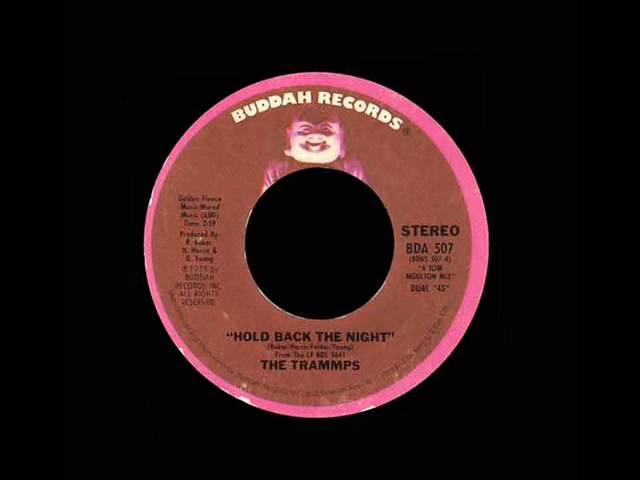 BUDDAH RECORDS
Golden Fleece
Music-Mured
Music (BMI)
Time: 2:59
Produced By
R. Baker,
N. Harris &
E. Young
℗ 1975 by
BUDDAH
RECORDS INC.
ALL RIGHTS
RESERVED.
STEREO
BDA 507
(BDAS 507 A)
"A TOM
MOULTON MIX"
DUAL "45"
"HOLD BACK THE NIGHT"
(Baker/Harris/Felder/Young)
From The LP BDS 5641
THE TRAMMPS